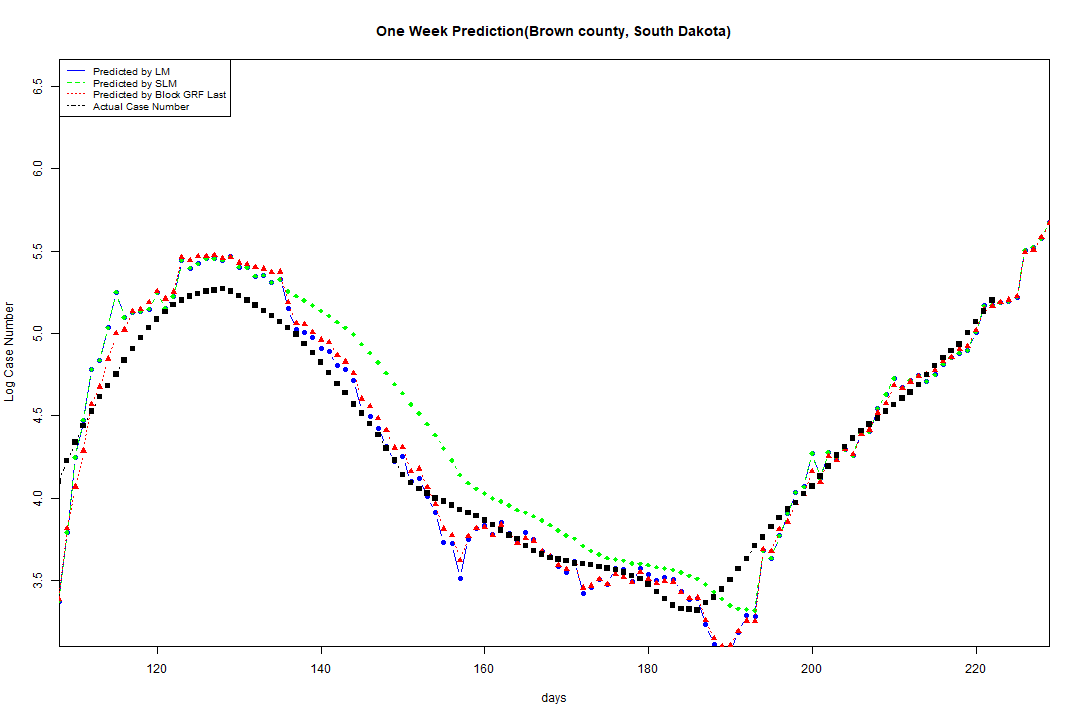 One Week Prediction(Brown county, South Dakota)
Predicted by LM
Predicted by SLM
Predicted by Block GRF Last
Actual Case Number
6.5
6.0
5.5
5.0
4.5
4.0
3.5
Log Case Number
120 140 160 180 200 220
days